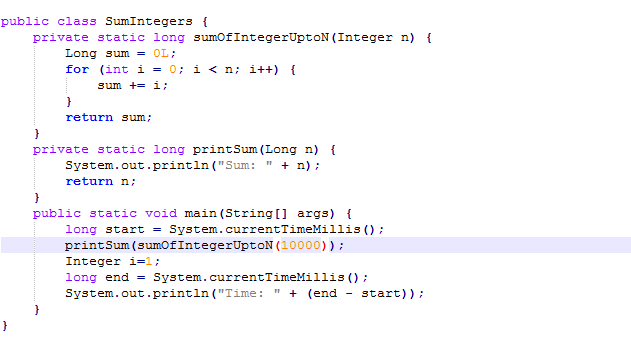 public class SumIntegers {
    private static long sumOfIntegerUptoN(Integer n) {
        Long sum = 0L;
        for (int i = 0; i < n; i++) {
            sum += i;
        }
        return sum;
    }
    private static long printSum(Long n) {
        System.out.println("Sum: " + n);
        return n;
    }
    public static void main(String[] args) {
        long start = System.currentTimeMillis();
        printSum(sumOfIntegerUptoN(10000));
        Integer i=1;
        long end = System.currentTimeMillis();
        System.out.println("Time: " + (end - start));
    }
}